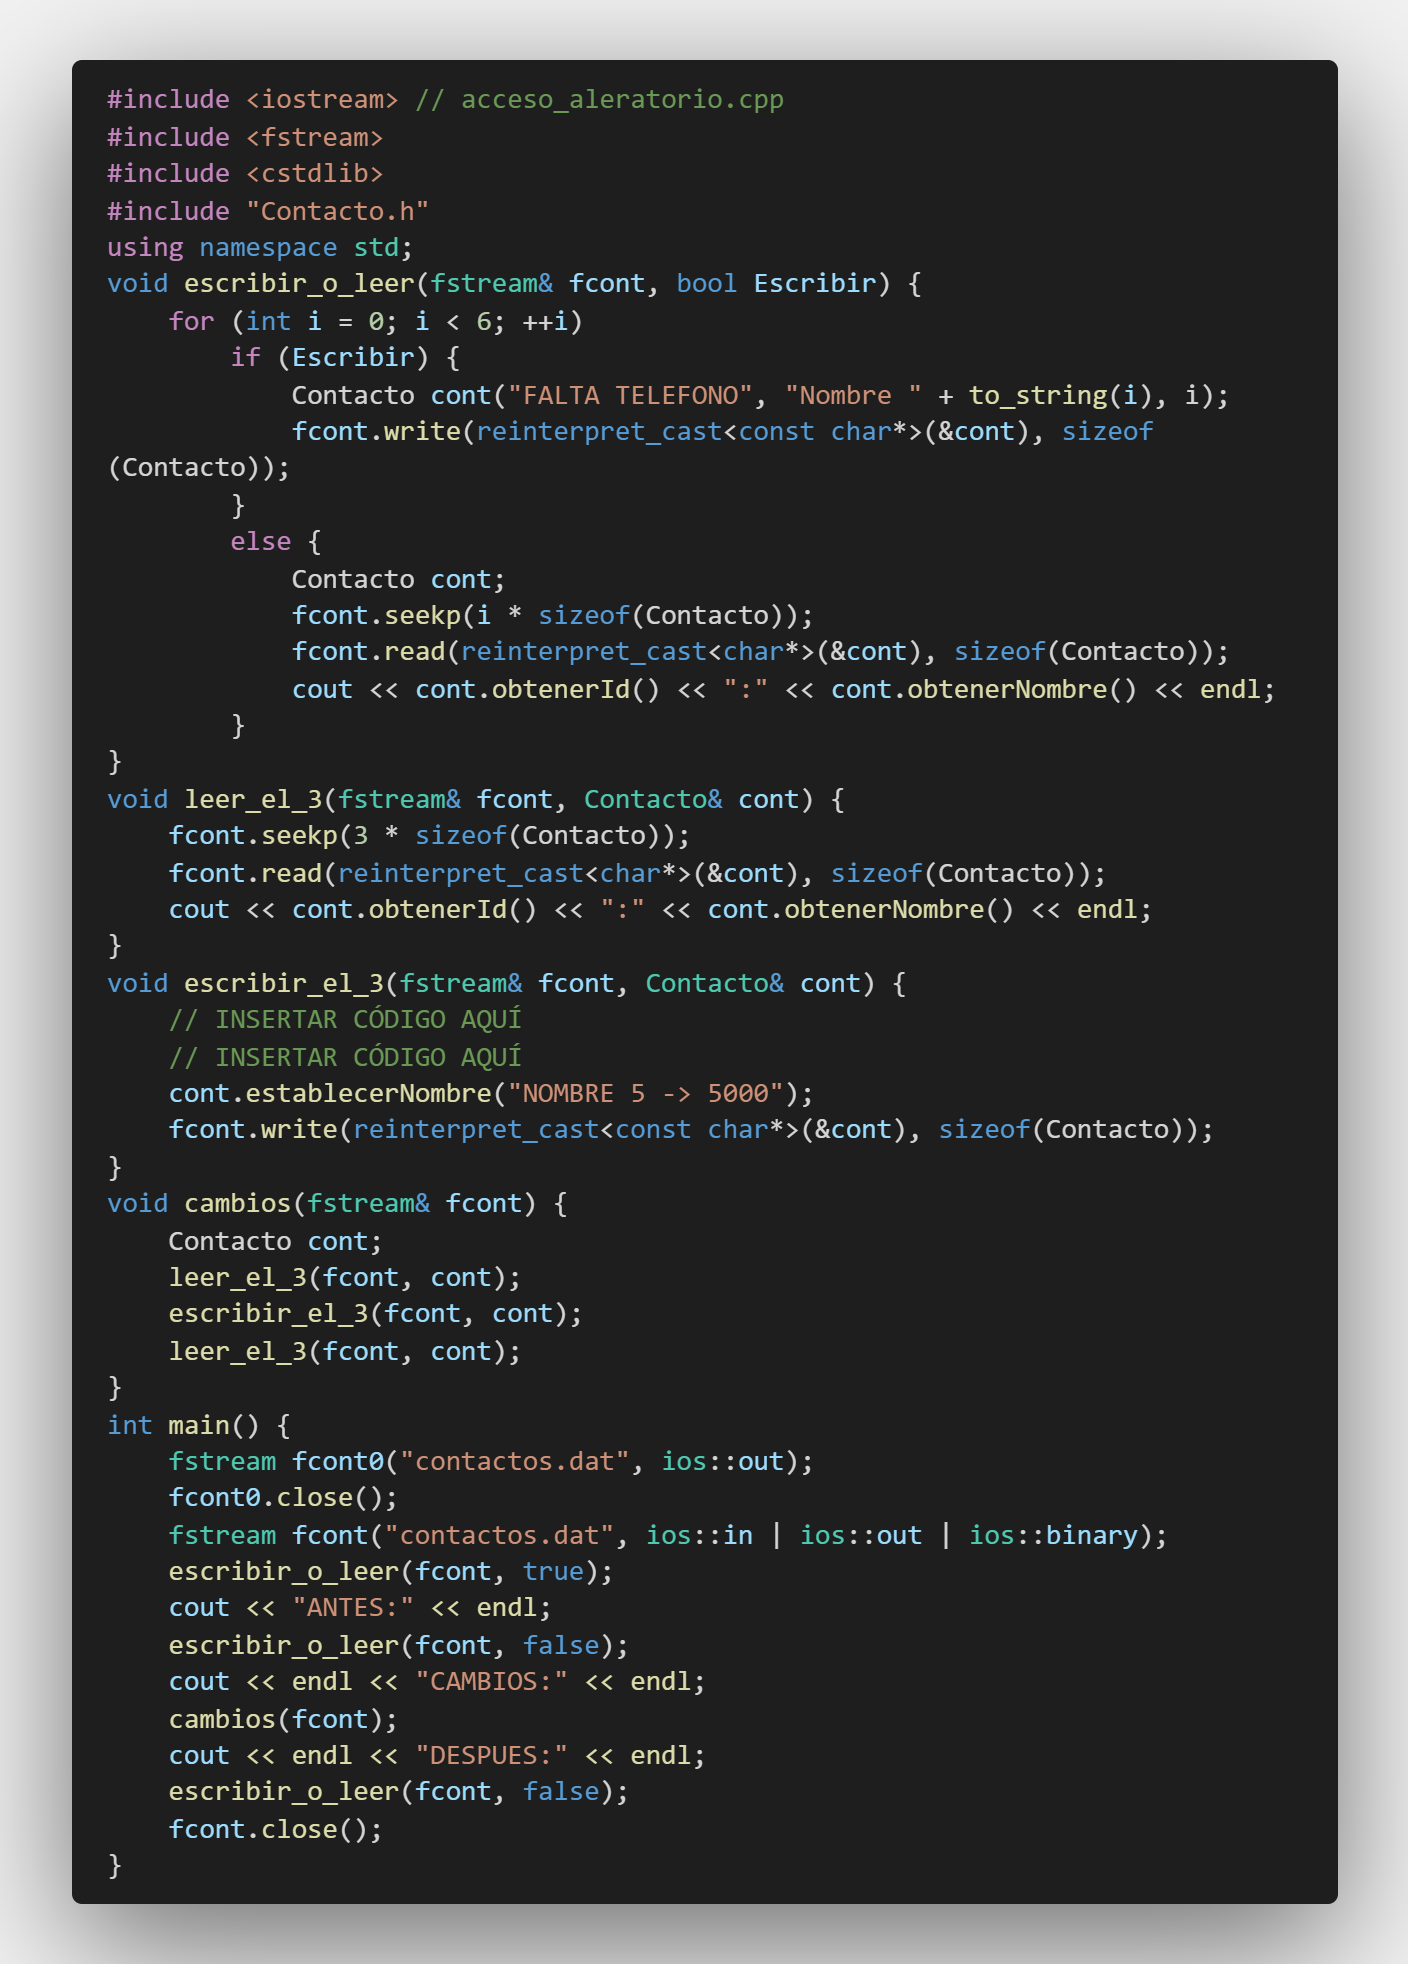 #include <iostream> // acceso_aleratorio.cpp
#include <fstream>
#include <cstdlib>
#include "Contacto.h"
using namespace std;
void escribir_o_leer(fstream& fcont, bool Escribir) {
    for (int i = 0; i < 6; ++i)
        if (Escribir) {
            Contacto cont("FALTA TELEFONO", "Nombre " + to_string(i), i);
            fcont.write(reinterpret_cast<const char*>(&cont), sizeof
(Contacto));
        }
        else {
            Contacto cont;
            fcont.seekp(i * sizeof(Contacto));
            fcont.read(reinterpret_cast<char*>(&cont), sizeof(Contacto));
            cout << cont.obtenerId() << ":" << cont.obtenerNombre() << endl;
        }
}
void leer_el_3(fstream& fcont, Contacto& cont) {
    fcont.seekp(3 * sizeof(Contacto));
    fcont.read(reinterpret_cast<char*>(&cont), sizeof(Contacto));
    cout << cont.obtenerId() << ":" << cont.obtenerNombre() << endl;
}
void escribir_el_3(fstream& fcont, Contacto& cont) {
    // INSERTAR CÓDIGO AQUÍ
    // INSERTAR CÓDIGO AQUÍ
    cont.establecerNombre("NOMBRE 5 -> 5000");
    fcont.write(reinterpret_cast<const char*>(&cont), sizeof(Contacto));
}
void cambios(fstream& fcont) {
    Contacto cont;
    leer_el_3(fcont, cont);
    escribir_el_3(fcont, cont);
    leer_el_3(fcont, cont);
}
int main() {
    fstream fcont0("contactos.dat", ios::out);
    fcont0.close();
    fstream fcont("contactos.dat", ios::in | ios::out | ios::binary);
    escribir_o_leer(fcont, true);
    cout << "ANTES:" << endl;
    escribir_o_leer(fcont, false);
    cout << endl << "CAMBIOS:" << endl;
    cambios(fcont);
    cout << endl << "DESPUES:" << endl;
    escribir_o_leer(fcont, false);
    fcont.close();
}